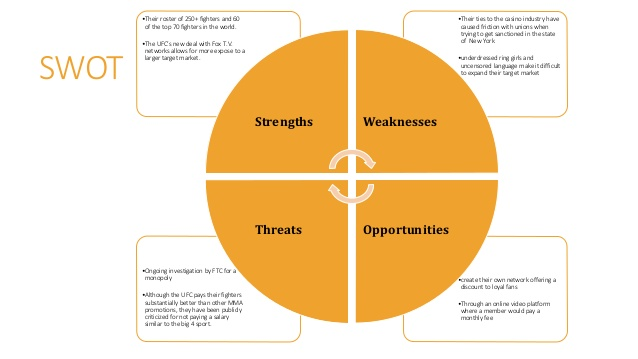 SWOT
•Their roster of 250+ fighters and 60
of the top 70 fighters in the world.
•The UFC's new deal with Fox T.V.
networks allows for more expose to a
larger target market.
•Their ties to the casino industry have
caused friction with unions when
trying to get sanctioned in the state
of New York
•underdressed ring girls and
uncensored language make it difficult
to expand their target market
Strengths
Weaknesses
Threats
Opportunities
•Ongoing investigation by FTC for a
monopoly
•Although the UFC pays their fighters
substantially better than other MMA
promotions, they have been publicly
criticized for not paying a salary
similar to the big 4 sport.
•create their own network offering a
discount to loyal fans
•Through an online video platform
where a member would pay a
monthly fee